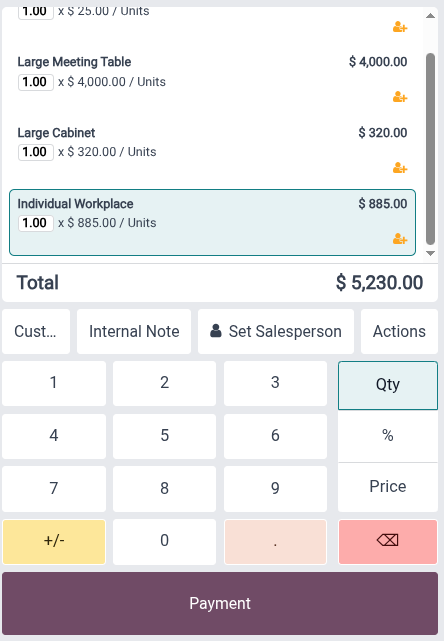 1.00 x $ 25.00 / Units
Large Meeting Table $ 4,000.00
1.00 x $ 4,000.00 / Units
Large Cabinet $ 320.00
1.00 x $ 320.00 / Units
Individual Workplace $ 885.00
1.00 x $ 885.00 / Units
Total $ 5,230.00
Cust... Internal Note Set Salesperson Actions
1 2 3 Qty
4 5 6 %
7 8 9 Price
+/- 0 .
Payment